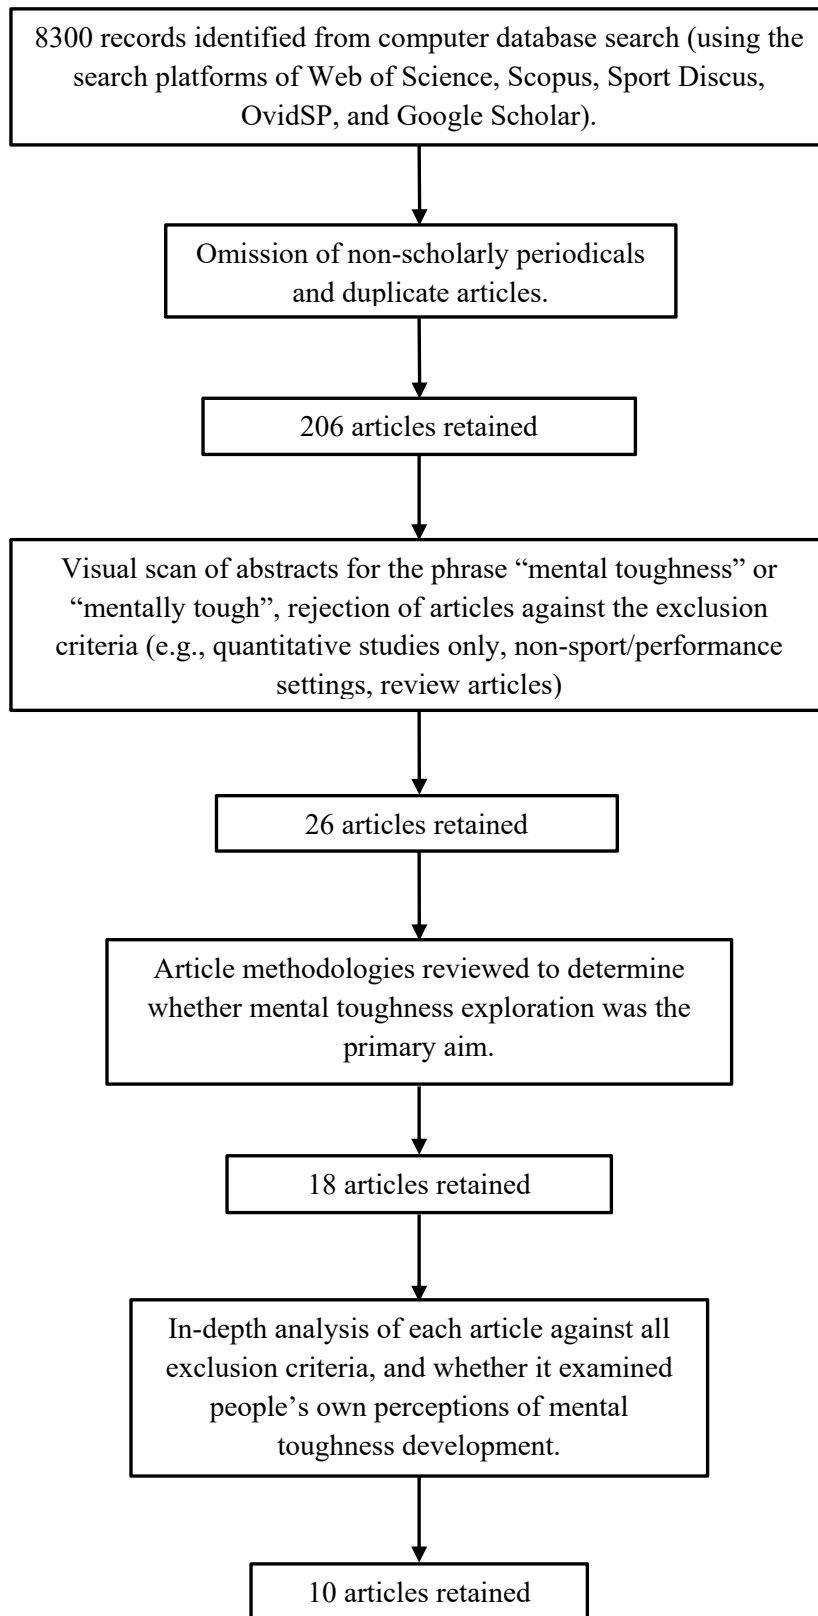 8300 records identified from computer database search (using the
search platforms of Web of Science, Scopus, Sport Discus,
OvidSP, and Google Scholar).
Omission of non-scholarly periodicals
and duplicate articles.
206 articles retained
Visual scan of abstracts for the phrase “mental toughness” or
“mentally tough”, rejection of articles against the exclusion
criteria (e.g., quantitative studies only, non-sport/performance
settings, review articles)
26 articles retained
Article methodologies reviewed to determine
whether mental toughness exploration was the
primary aim.
18 articles retained
In-depth analysis of each article against all
exclusion criteria, and whether it examined
people’s own perceptions of mental
toughness development.
10 articles retained